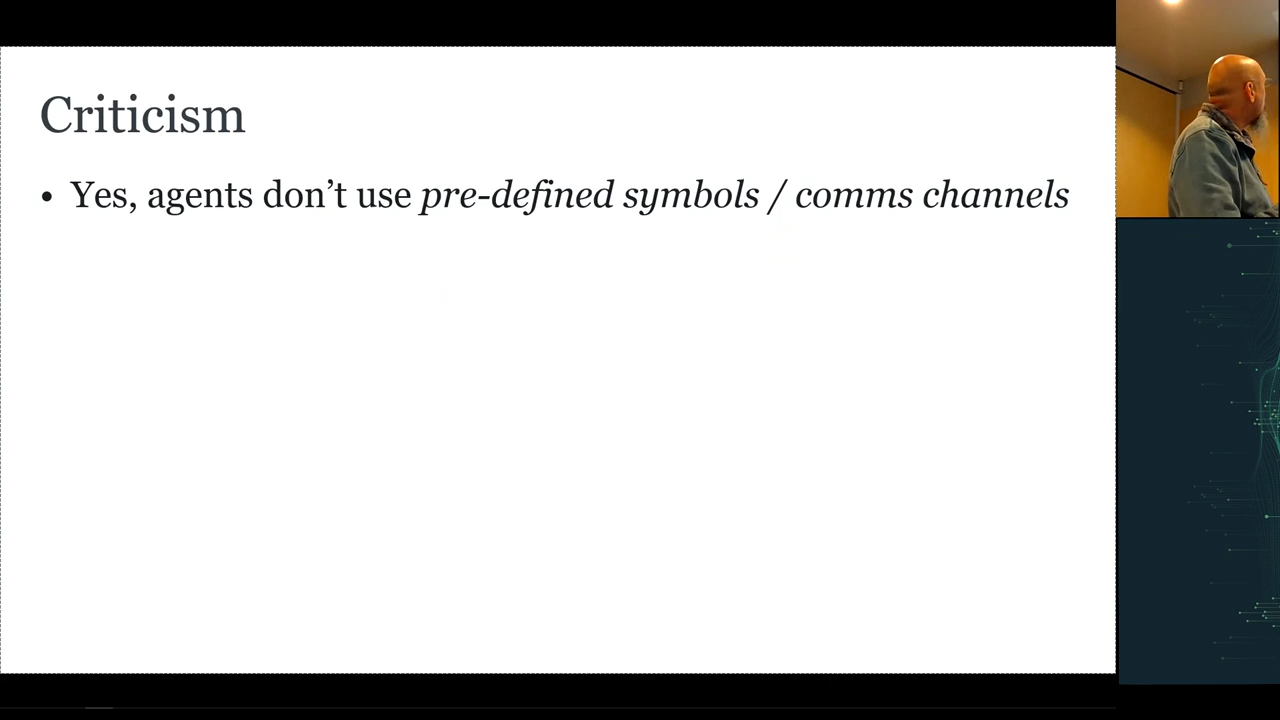 Criticism
• Yes, agents don’t use pre-defined symbols / comms channels